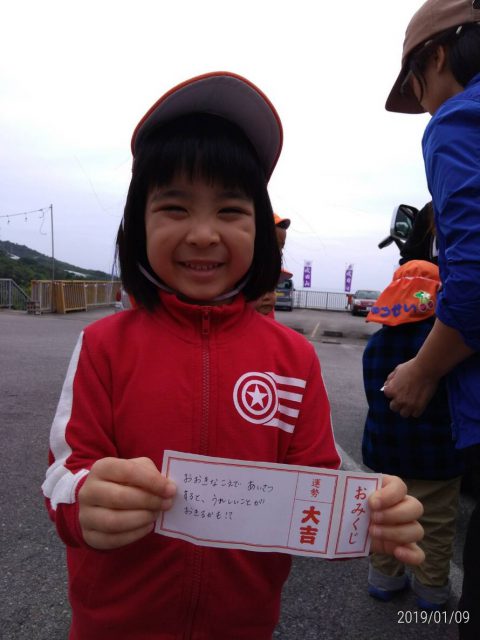 おみくじ
運勢
大吉
おおきなこえで あいさつ
すると、うれしいことが
おきるかも!?
2019/01/09